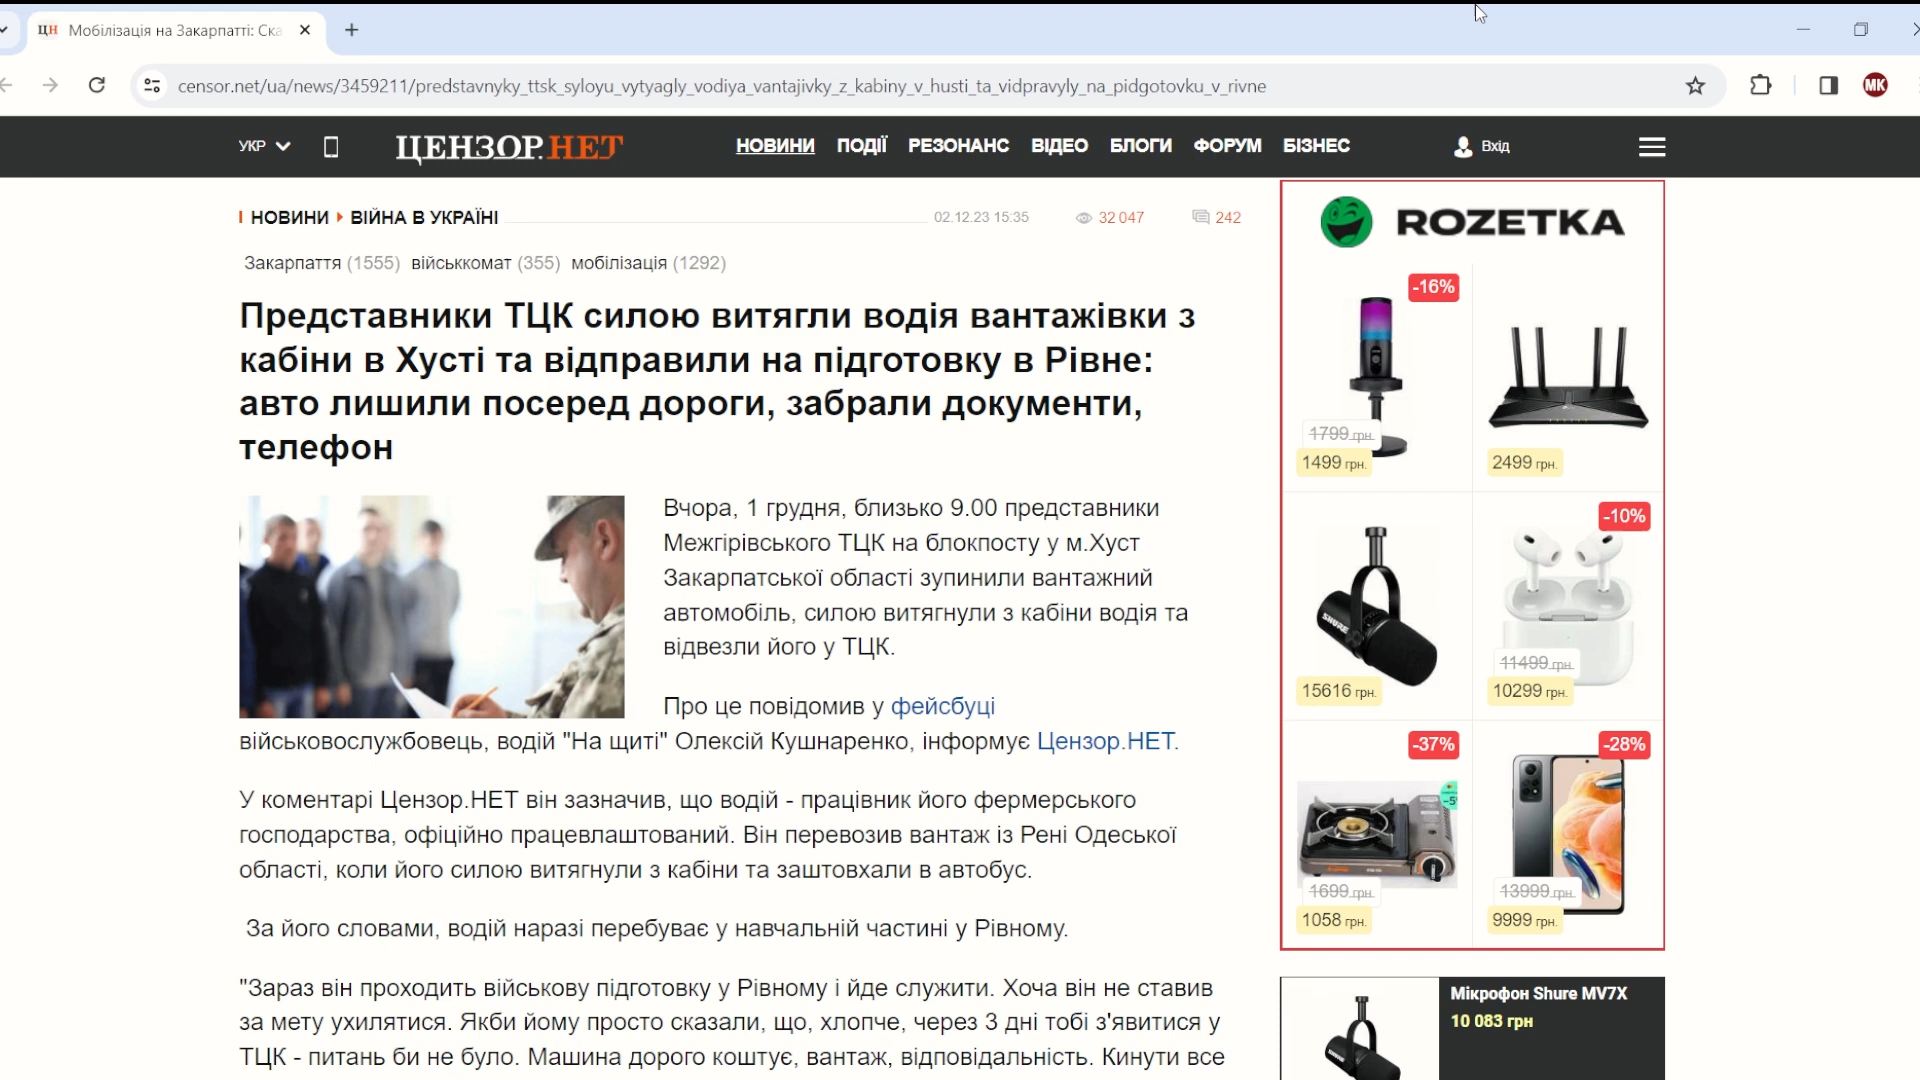 Мобілізація на Закарпатті: Ска
censor.net/ua/news/3459211/predstavnyky_ttsk_syloyu_vytyagly_vodiya_vantajivky_z_kabiny_v_husti_ta_vidpravyly_na_pidgotovku_v_rivne
MK
УКР
ЦЕНЗОР.НЕТ
НОВИНИ ПОДІЇ РЕЗОНАНС ВІДЕО БЛОГИ ФОРУМ БІЗНЕС
Вхід
НОВИНИ ВІЙНА В УКРАЇНІ
02.12.23 15:35 32 047 242
Закарпаття (1555) військкомат (355) мобілізація (1292)
Представники ТЦК силою витягли водія вантажівки з
кабіни в Хусті та відправили на підготовку в Рівне:
авто лишили посеред дороги, забрали документи,
телефон
Вчора, 1 грудня, близько 9.00 представники
Межгірівського ТЦК на блокпосту у м.Хуст
Закарпатської області зупинили вантажний
автомобіль, силою витягнули з кабіни водія та
відвезли його у ТЦК.
Про це повідомив у фейсбуці
військовослужбовець, водій "На щиті" Олексій Кушнаренко, інформує Цензор.НЕТ.
У коментарі Цензор.НЕТ він зазначив, що водій - працівник його фермерського
господарства, офіційно працевлаштований. Він перевозив вантаж із Рені Одеської
області, коли його силою витягнули з кабіни та заштовхали в автобус.
За його словами, водій наразі перебуває у навчальній частині у Рівному.
"Зараз він проходить військову підготовку у Рівному і йде служити. Хоча він не ставив
за мету ухилятися. Якби йому просто сказали, що, хлопче, через 3 дні тобі з'явитися у
ТЦК - питань би не було. Машина дорого коштує, вантаж, відповідальність. Кинути все
ROZETKA
-16%
1799 грн.
1499 грн.
2499 грн.
SHURE
15616 грн.
-10%
11499 грн.
10299 грн.
-37%
-5
1699 грн.
1058 грн.
-28%
13999 грн.
9999 грн.
Мікрофон Shure MV7X
10 083 грн